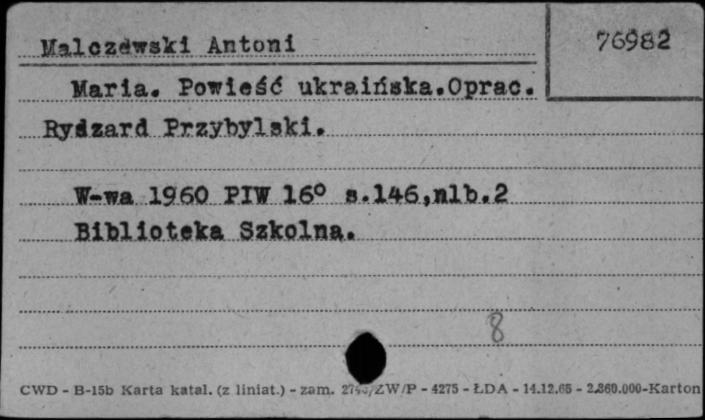 Malczewski Antoni
76982
Maria. Powieść ukraińska.Oprac.
Ryszard Przybylski.
W-wa 1960 PIW 16° s.146,nlb.2
Biblioteka Szkolna.
8
CWD - B-15b Karta katal. (z liniat.) - zam. ZW/P - 4275 - ŁDA - 14.12.65 - 2.860.000-Karton